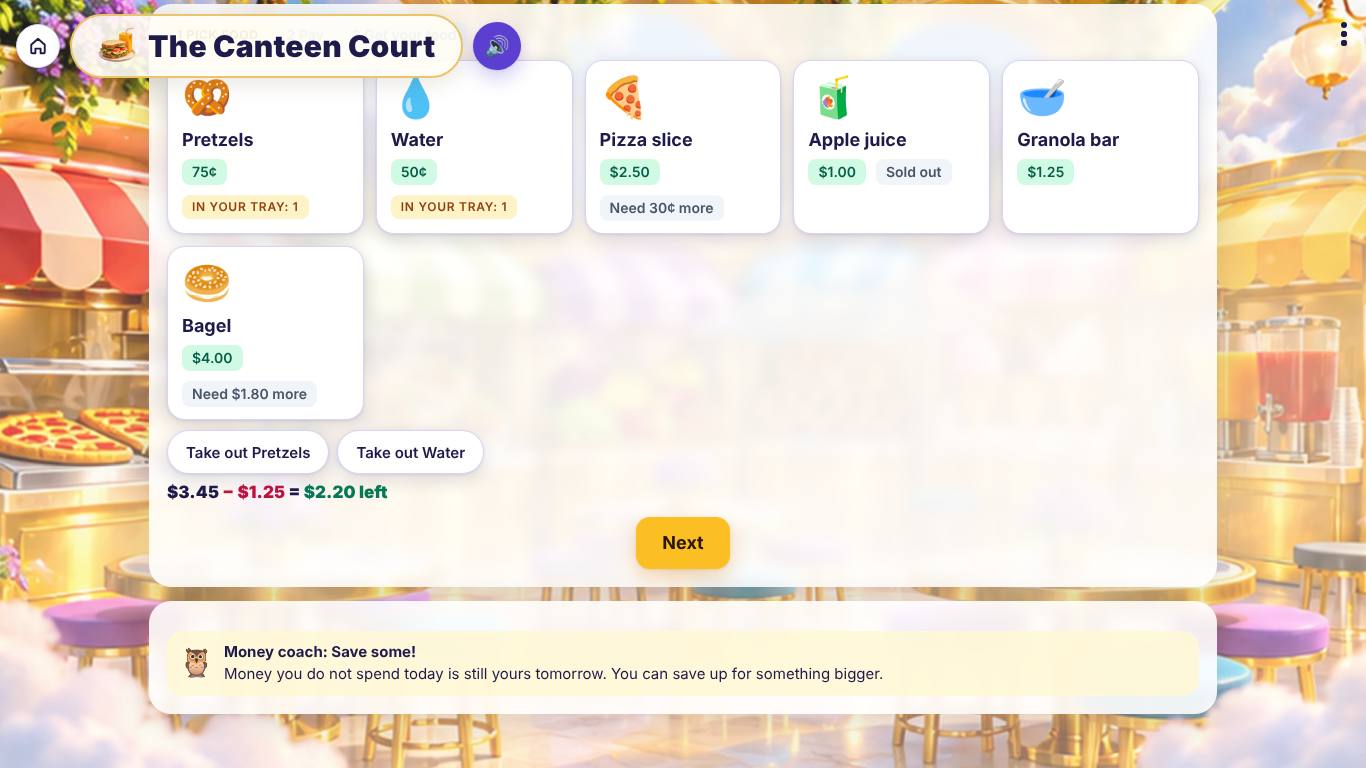 The Canteen Court
Pretzels
75¢
IN YOUR TRAY: 1
Water
50¢
IN YOUR TRAY: 1
Pizza slice
$2.50
Need 30¢ more
Apple juice
$1.00 Sold out
Granola bar
$1.25
Bagel
$4.00
Need $1.80 more
Take out Pretzels Take out Water
$3.45 − $1.25 = $2.20 left
Next
Money coach: Save some!
Money you do not spend today is still yours tomorrow. You can save up for something bigger.